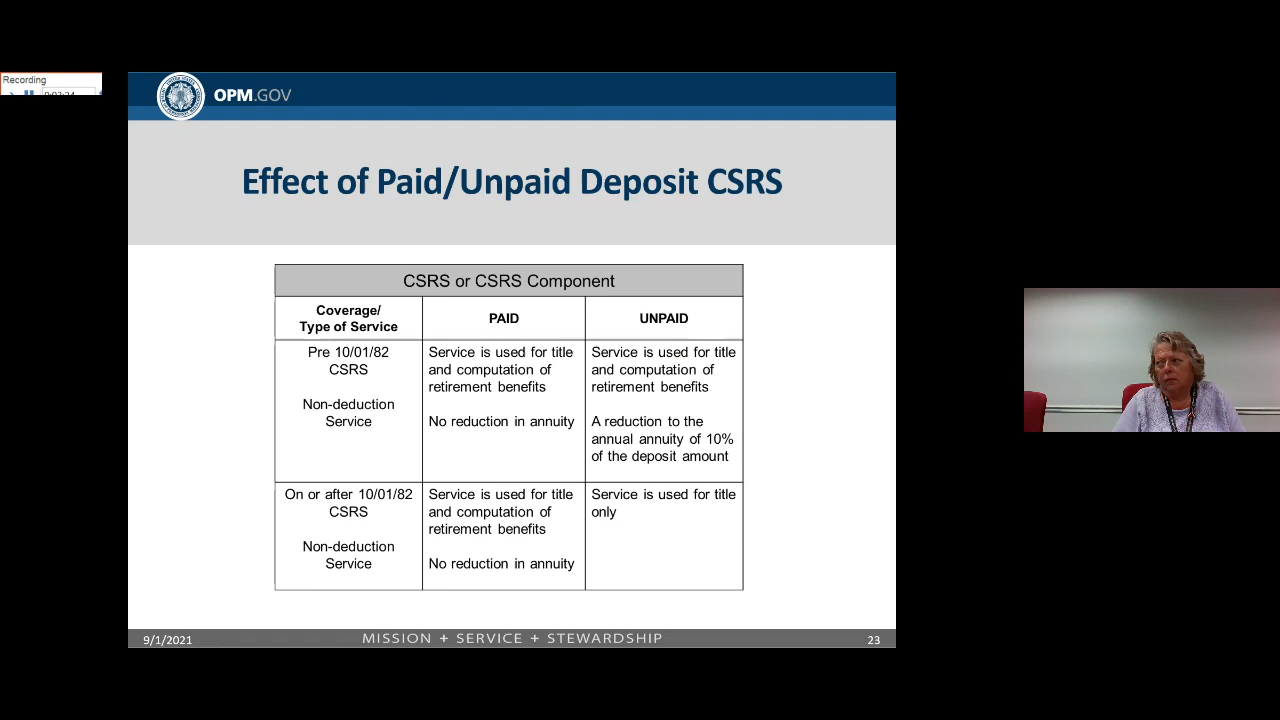 Recording
OPM.GOV
Effect of Paid/Unpaid Deposit CSRS
CSRS or CSRS Component
Coverage/
Type of Service
PAID
UNPAID
Pre 10/01/82
CSRS
Non-deduction
Service
Service is used for title
and computation of
retirement benefits
No reduction in annuity
Service is used for title
and computation of
retirement benefits
A reduction to the
annual annuity of 10%
of the deposit amount
On or after 10/01/82
CSRS
Non-deduction
Service
Service is used for title
and computation of
retirement benefits
No reduction in annuity
Service is used for title
only
9/1/2021
MISSION + SERVICE + STEWARDSHIP
23